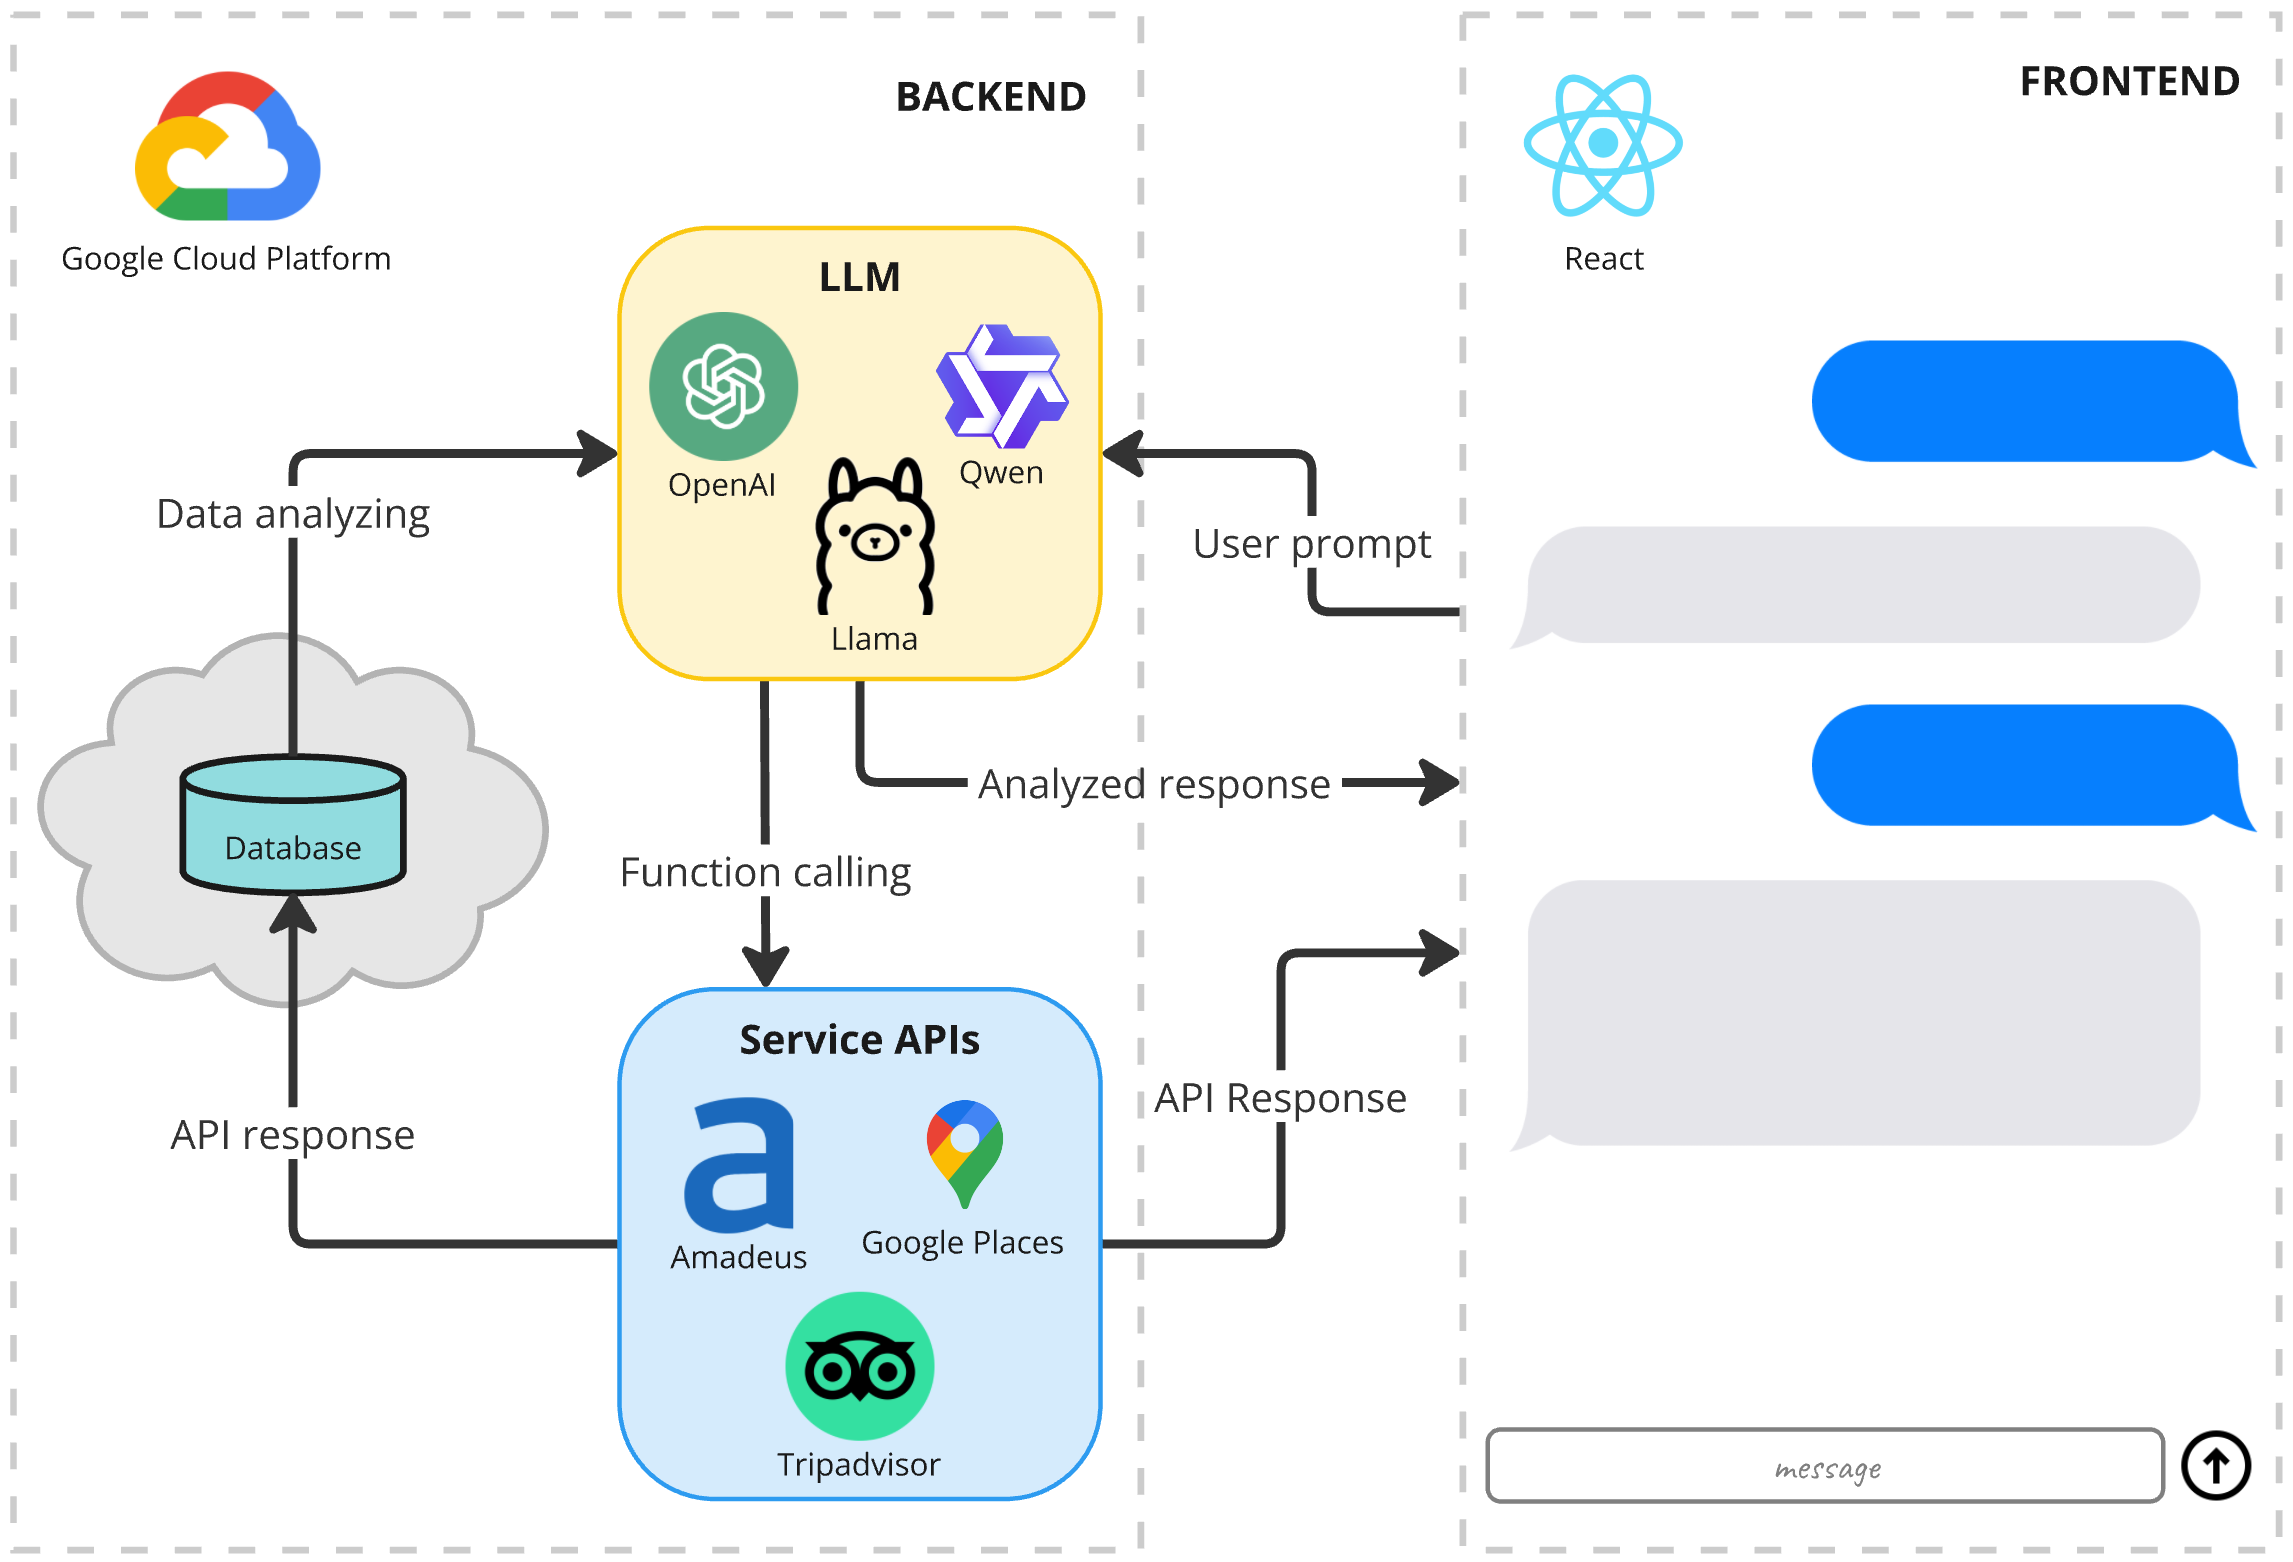 BACKEND
FRONTEND
Google Cloud Platform
React
LLM
OpenAI
Qwen
Llama
Data analyzing
User prompt
Database
Analyzed response
Function calling
Service APIs
API response
API Response
Amadeus
Google Places
Tripadvisor
message